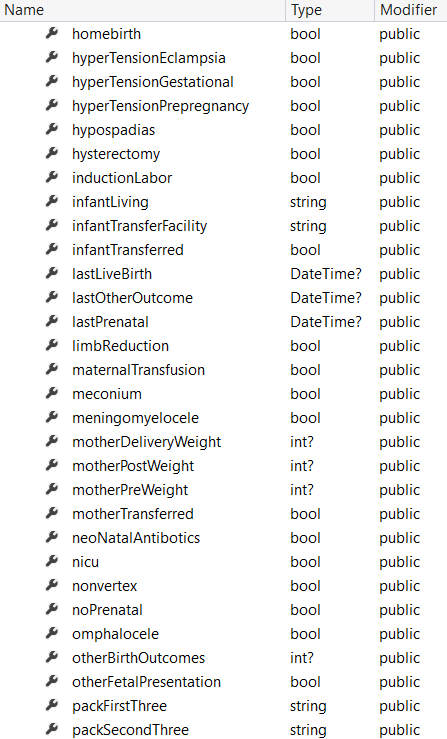 Name Type Modifier
homebirth bool public
hyperTensionEclampsia bool public
hyperTensionGestational bool public
hyperTensionPrepregnancy bool public
hypospadias bool public
hysterectomy bool public
inductionLabor bool public
infantLiving string public
infantTransferFacility string public
infantTransferred bool public
lastLiveBirth DateTime? public
lastOtherOutcome DateTime? public
lastPrenatal DateTime? public
limbReduction bool public
maternalTransfusion bool public
meconium bool public
meningomyelocele bool public
motherDeliveryWeight int? public
motherPostWeight int? public
motherPreWeight int? public
motherTransferred bool public
neoNatalAntibotics bool public
nicu bool public
nonvertex bool public
noPrenatal bool public
omphalocele bool public
otherBirthOutcomes int? public
otherFetalPresentation bool public
packFirstThree string public
packSecondThree string public